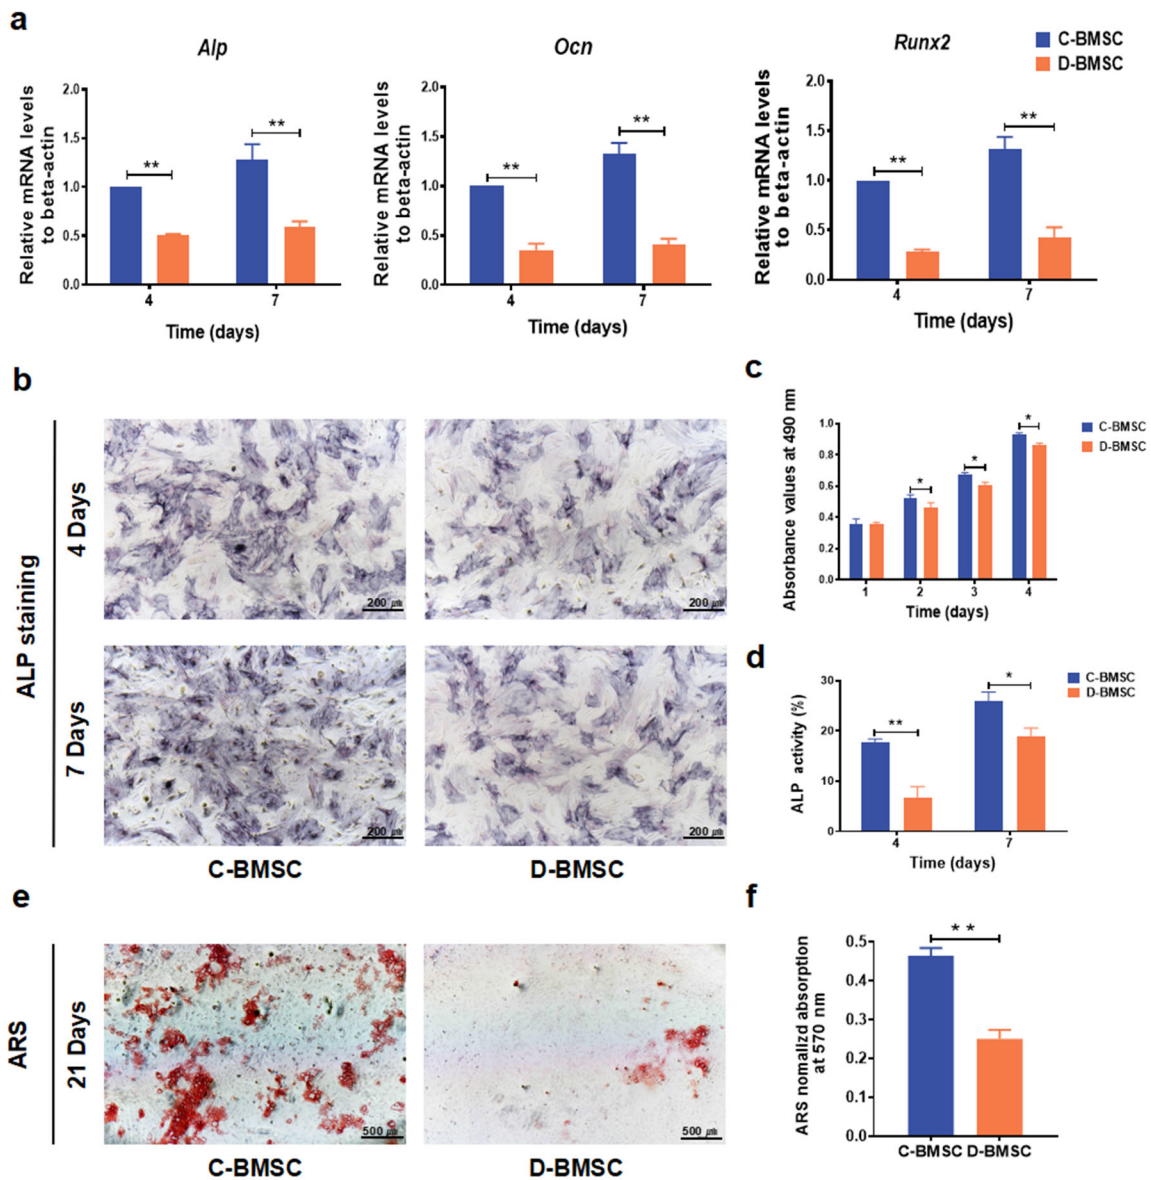 a
Alp
Ocn
Runx2
C-BMSC
D-BMSC
Relative mRNA levels
to beta-actin
2.0
1.5
1.0
0.5
0.0
**
**
4
7
Time (days)
Relative mRNA levels
to beta-actin
2.0
1.5
1.0
0.5
0.0
**
**
4
7
Time (days)
Relative mRNA levels
to beta-actin
2.0
1.5
1.0
0.5
0.0
**
**
4
7
Time (days)
b
ALP staining
4 Days
200 μm
200 μm
7 Days
200 μm
200 μm
C-BMSC
D-BMSC
c
Absorbance values at 490 nm
1.0
0.8
0.6
0.4
0.2
0.0
*
*
*
1
2
3
4
Time (days)
C-BMSC
D-BMSC
d
ALP activity (%)
30
20
10
0
**
*
4
7
Time (days)
C-BMSC
D-BMSC
e
ARS
21 Days
500 μm
500 μm
C-BMSC
D-BMSC
f
ARS nomalizd absorption
at 570 nm
0.5
0.4
0.3
0.2
0.1
0.0
* *
C-BMSC D-BMSC